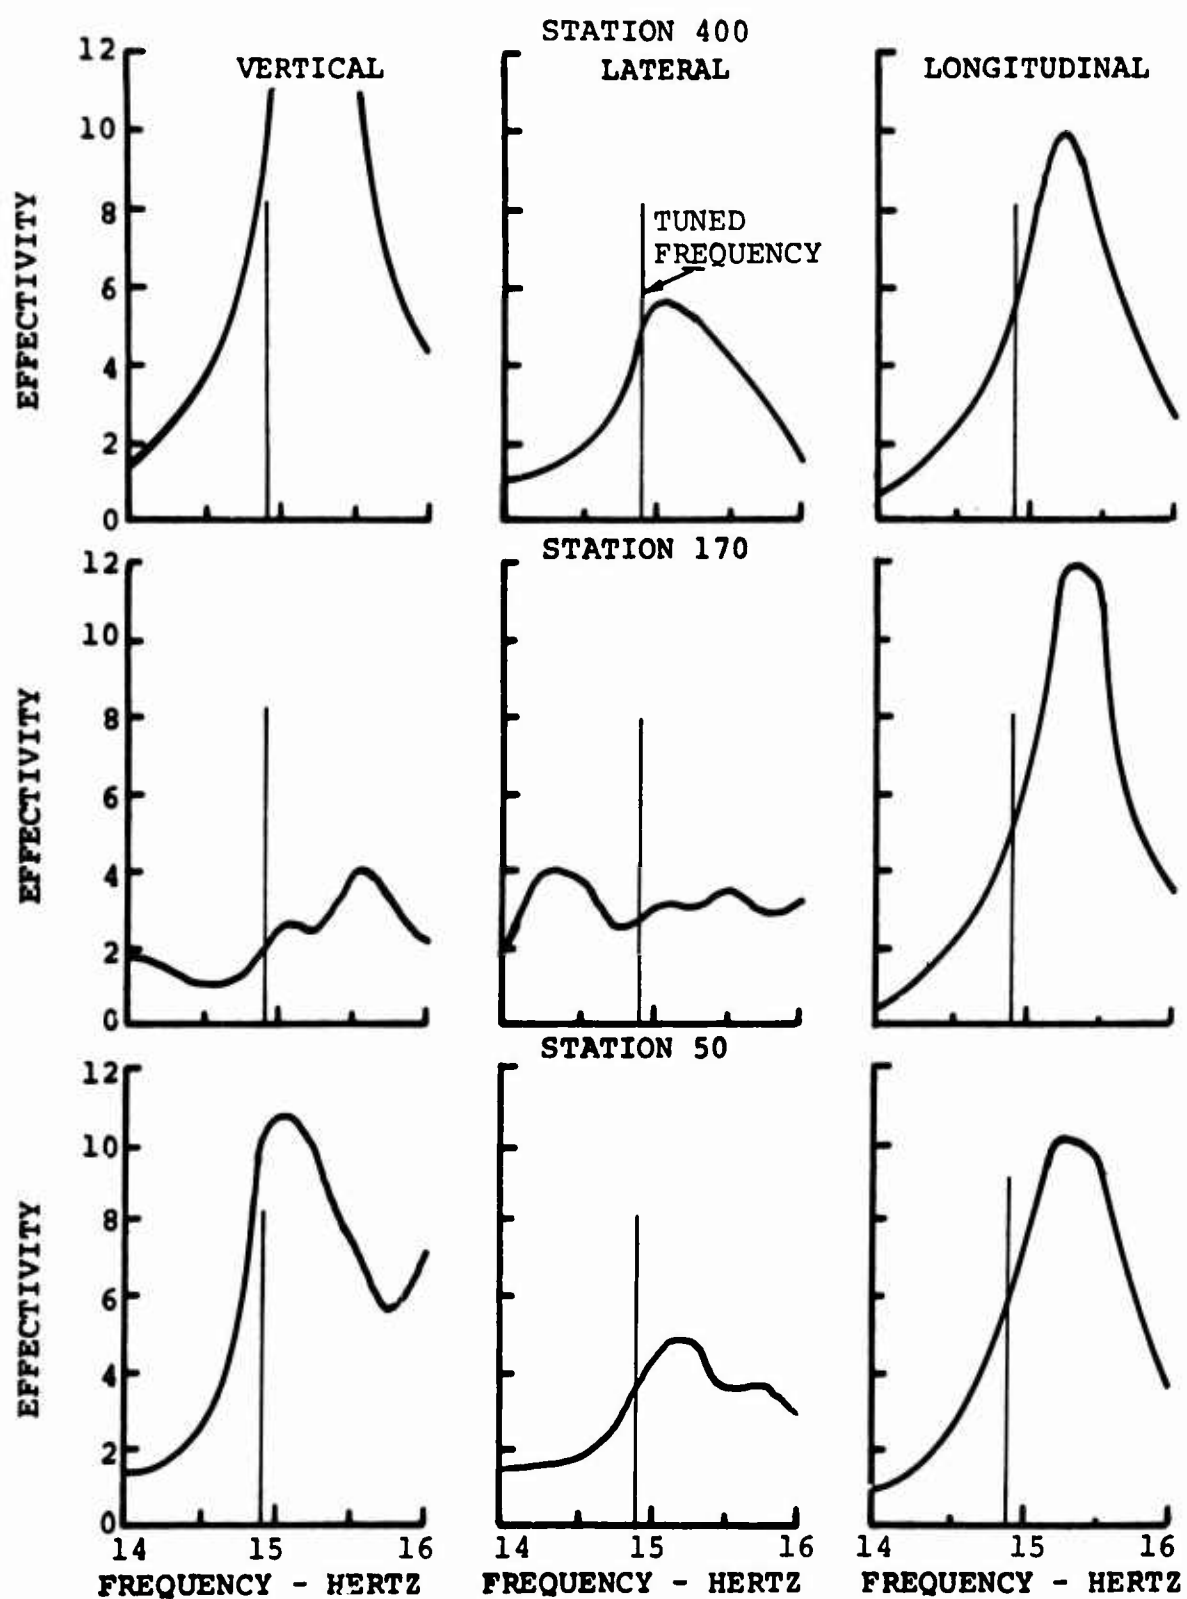 STATION 400
VERTICAL LATERAL LONGITUDINAL
12
10
8
6
4
2
0
EFFECTIVITY
TUNED
FREQUENCY
STATION 170
12
10
8
6
4
2
0
EFFECTIVITY
STATION 50
12
10
8
6
4
2
0
EFFECTIVITY
14 15 16 14 15 16 14 15 16
FREQUENCY - HERTZ FREQUENCY - HERTZ FREQUENCY - HERTZ